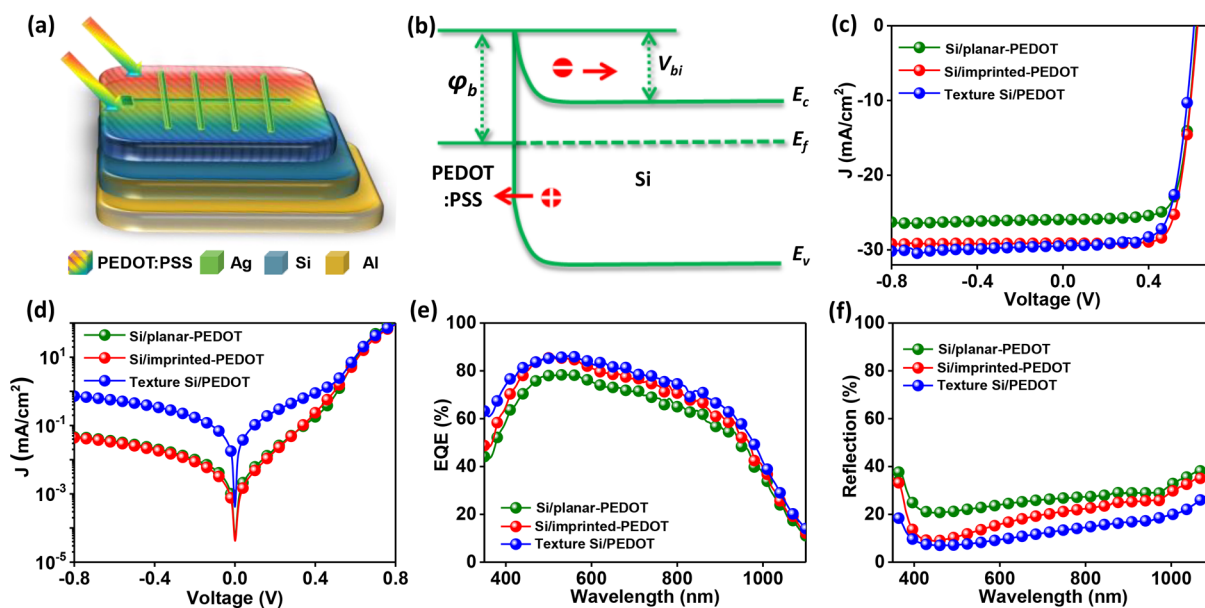 (a)
PEDOT:PSS Ag Si Al
(b)
φb
Vbi
Ec
Ef
PEDOT
:PSS
Si
Ev
(c)
Si/planar-PEDOT
Si/imprinted-PEDOT
Texture Si/PEDOT
J (mA/cm²)
0
-10
-20
-30
-0.8 -0.4 0.0 0.4
Voltage (V)
(d)
Si/planar-PEDOT
Si/imprinted-PEDOT
Texture Si/PEDOT
J (mA/cm²)
10¹
10⁻¹
10⁻³
10⁻⁵
-0.8 -0.4 0.0 0.4 0.8
Voltage (V)
(e)
EQE (%)
100
80
60
40
20
0
Si/planar-PEDOT
Si/imprinted-PEDOT
Texture Si/PEDOT
400 600 800 1000
Wavelength (nm)
(f)
Si/planar-PEDOT
Si/imprinted-PEDOT
Texture Si/PEDOT
Reflection (%)
100
80
60
40
20
0
400 600 800 1000
Wavelength (nm)